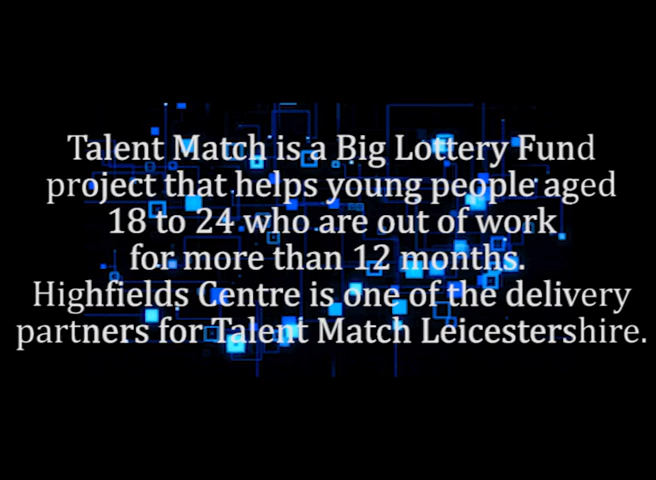 Talent Match is a Big Lottery Fund
project that helps young people aged
18 to 24 who are out of work
for more than 12 months.
Highfields Centre is one of the delivery
partners for Talent Match Leicestershire.